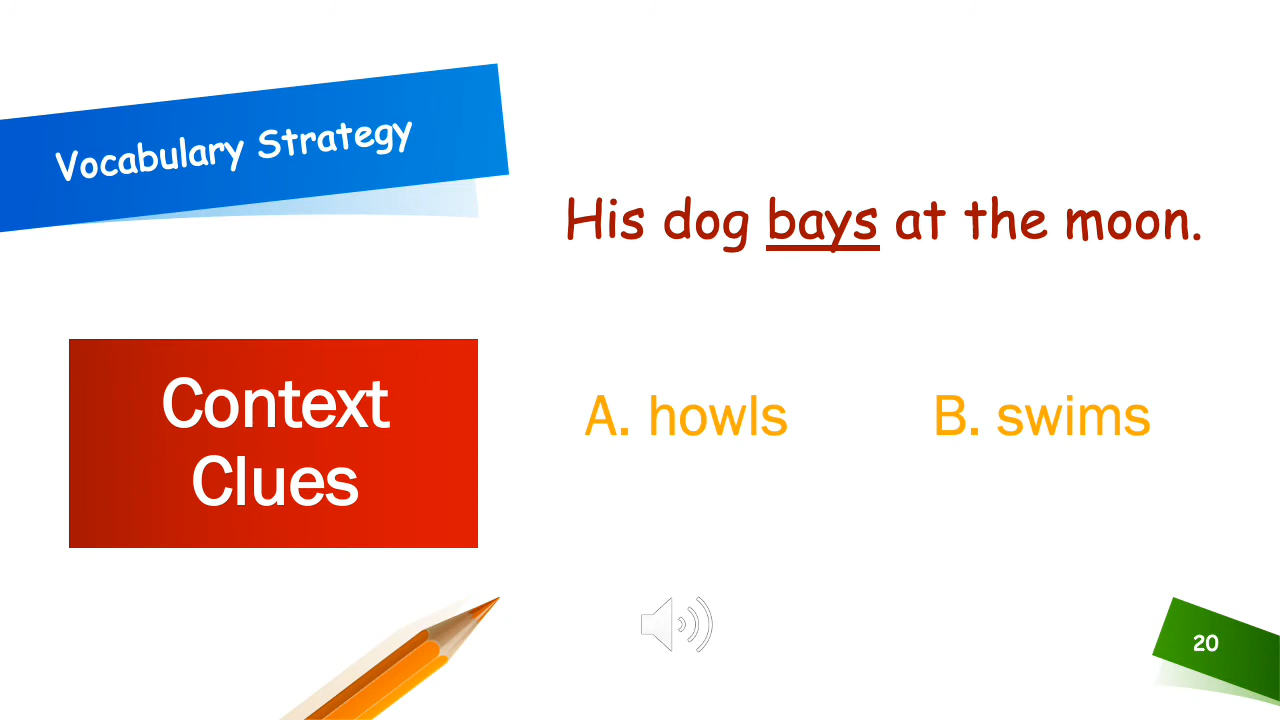 Vocabulary Strategy
His dog bays at the moon.
Context
Clues
A. howls
B. swims
20